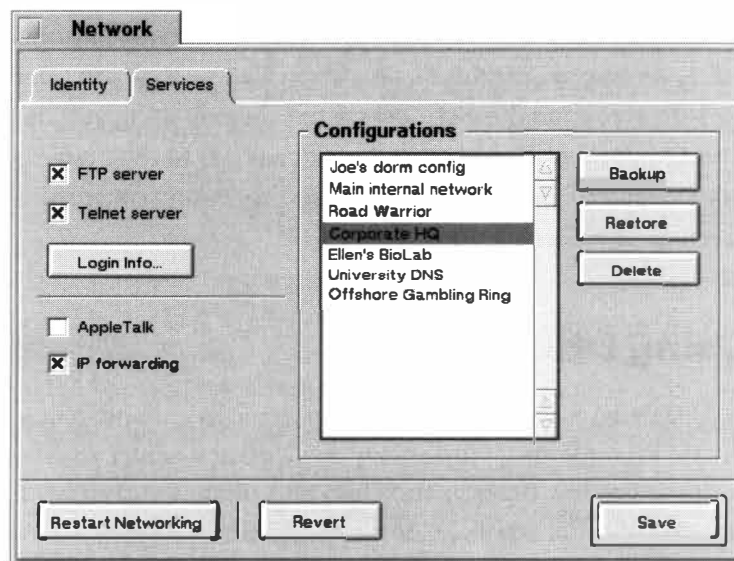 Network
Identity
Services
FTP server
Telnet server
Login Info...
AppleTalk
IP forwarding
Configurations
Joe's dorm config
Main internal network
Road Warrior
Corporate HQ
Ellen's BioLab
University DNS
Offshore Gambling Ring
Backup
Restore
Delete
Restart Networking
Revert
Save